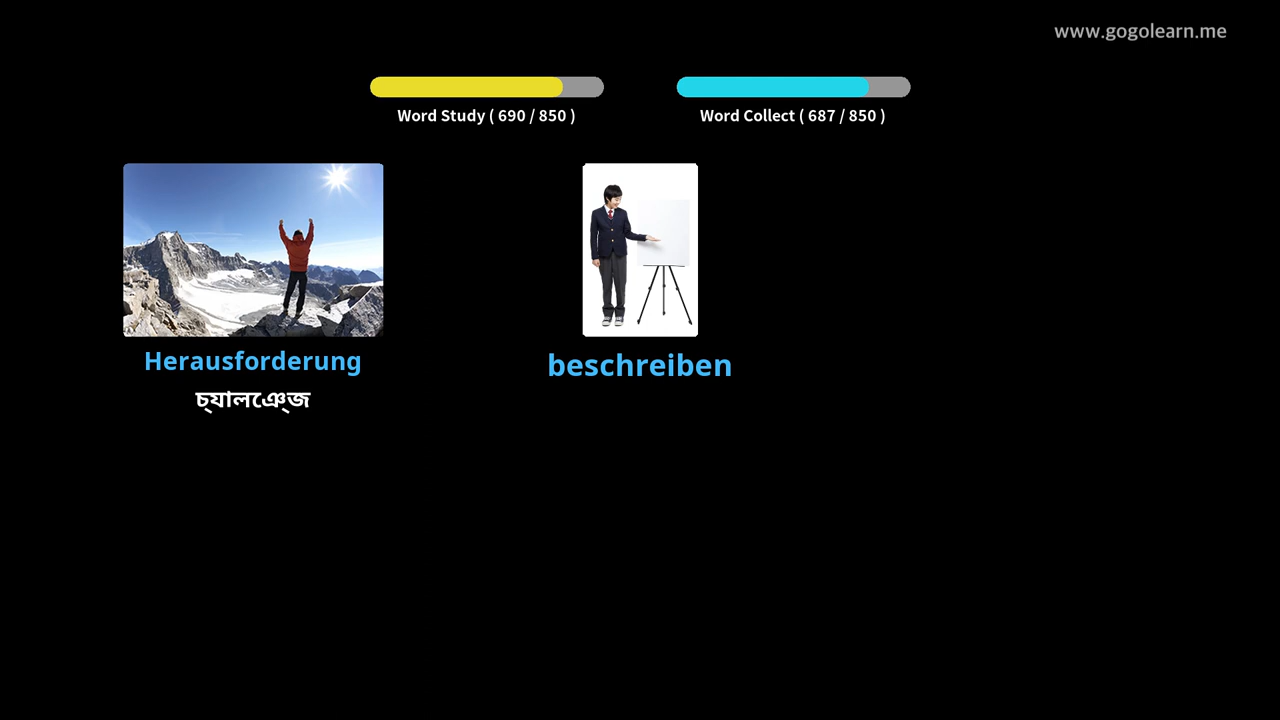 www.gogolearn.me
Word Study ( 690 / 850 )
Word Collect ( 687 / 850 )
Herausforderung
beschreiben
চ্যালেঞ্জ